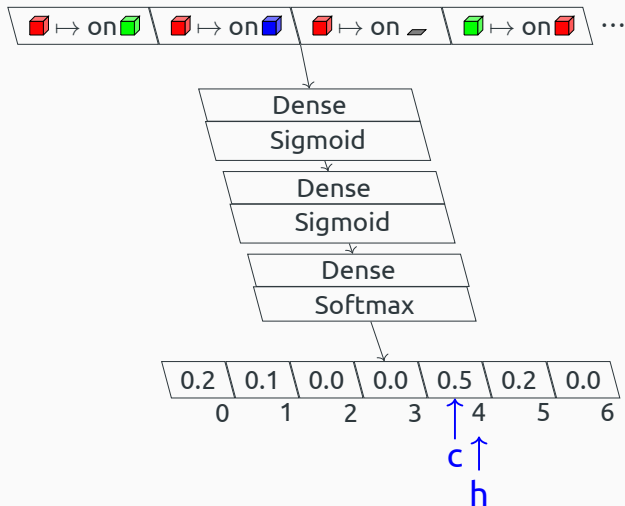 ↦ on ↦ on ↦ on ↦ on ⋯
Dense
Sigmoid
Dense
Sigmoid
Dense
Softmax
0.2 0.1 0.0 0.0 0.5 0.2 0.0
0 1 2 3 4 5 6
c
h